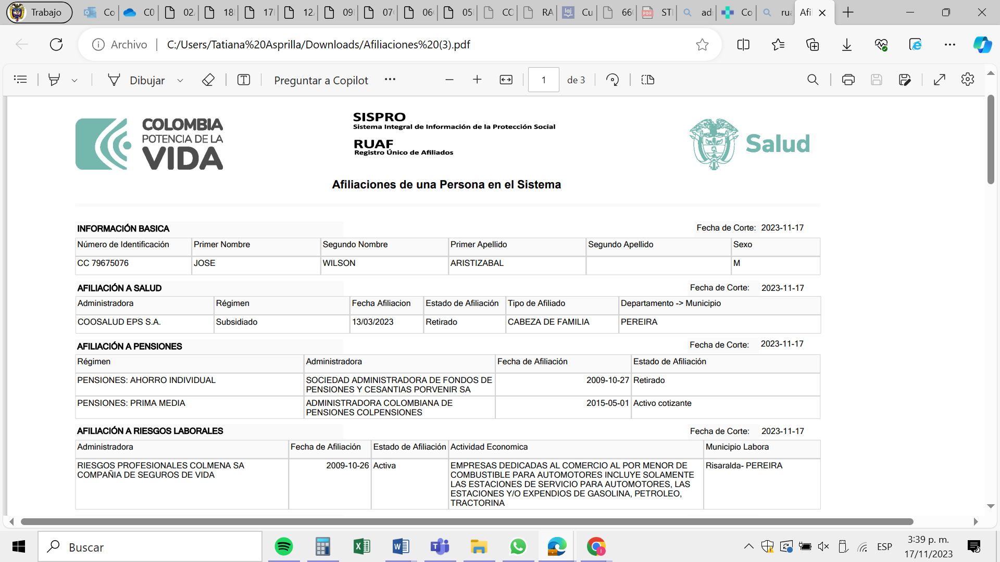 Trabajo
Co
C0
02
18
17
12
09
07
06
05
CO
RA
Cu
66
STI
ad
Co
rua
Afi
Archivo
C:/Users/Tatiana%20Asprilla/Downloads/Afiliaciones%20(3).pdf
Dibujar
Preguntar a Copilot
1
de 3
COLOMBIA
POTENCIA DE LA
VIDA
SISPRO
Sistema Integral de Información de la Protección Social
RUAF
Registro Único de Afiliados
Salud
Afiliaciones de una Persona en el Sistema
INFORMACIÓN BASICA
Fecha de Corte: 2023-11-17
Número de Identificación Primer Nombre Segundo Nombre Primer Apellido Segundo Apellido Sexo
CC 79675076 JOSE WILSON ARISTIZABAL M
AFILIACIÓN A SALUD
Fecha de Corte: 2023-11-17
Administradora Régimen Fecha Afiliacion Estado de Afiliación Tipo de Afiliado Departamento -> Municipio
COOSALUD EPS S.A. Subsidiado 13/03/2023 Retirado CABEZA DE FAMILIA PEREIRA
AFILIACIÓN A PENSIONES
Fecha de Corte: 2023-11-17
Régimen Administradora Fecha de Afiliación Estado de Afiliación
PENSIONES: AHORRO INDIVIDUAL SOCIEDAD ADMINISTRADORA DE FONDOS DE 2009-10-27 Retirado
PENSIONES Y CESANTIAS PORVENIR SA
PENSIONES: PRIMA MEDIA ADMINISTRADORA COLOMBIANA DE 2015-05-01 Activo cotizante
PENSIONES COLPENSIONES
AFILIACIÓN A RIESGOS LABORALES
Fecha de Corte: 2023-11-17
Administradora Fecha de Afiliación Estado de Afiliación Actividad Economica Municipio Labora
RIESGOS PROFESIONALES COLMENA SA 2009-10-26 Activa EMPRESAS DEDICADAS AL COMERCIO AL POR MENOR DE Risaralda- PEREIRA
COMPAÑIA DE SEGUROS DE VIDA COMBUSTIBLE PARA AUTOMOTORES INCLUYE SOLAMENTE
LAS ESTACIONES DE SERVICIO PARA AUTOMOTORES, LAS
ESTACIONES Y/O EXPENDIOS DE GASOLINA, PETROLEO,
TRACTORINA
Buscar
ESP
3:39 p. m.
17/11/2023